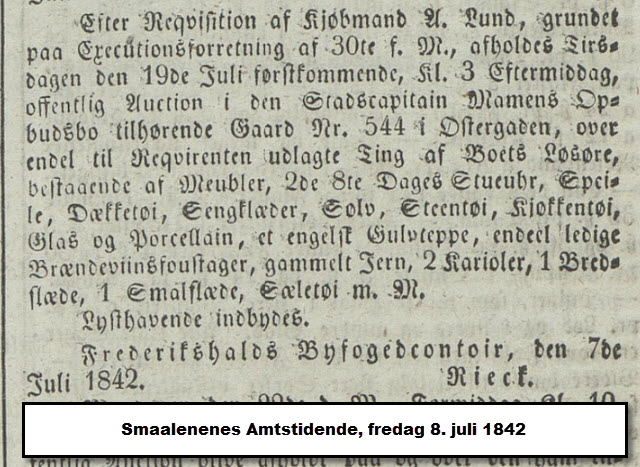 Efter Reqvisition af Kjøbmand A. Lund, grundet
paa Executionsforretning af 30te f. M., afholdes Tirs-
dagen den 19de Juli førstkommende, Kl. 3 Eftermiddag,
offentlig Auction i den Stadscapitain Mamens Op-
budsbo tilhørende Gaard Nr. 544 i Østergaden, over
endel til Reqvirenten udlagte Ting af Boets Løsøre,
bestaaende af Meubler, 2de 8te Dages Stueuhr, Spei-
le, Dækketøi, Sengklæder, Sølv, Steentøi, Kjøkkentøi,
Glas og Porcellain, et engelsk Gulvteppe, endeel ledige
Brændeviinsfoustager, gammelt Jern, 2 Karioler, 1 Bred-
slæde, 1 Smalslæde, Sæletøi m. M.
Lysthavende indbydes.
Frederikshalds Byfogedcontoir, den 7de
Juli 1842. Rieck.
Smaalenenes Amtstidende, fredag 8. juli 1842